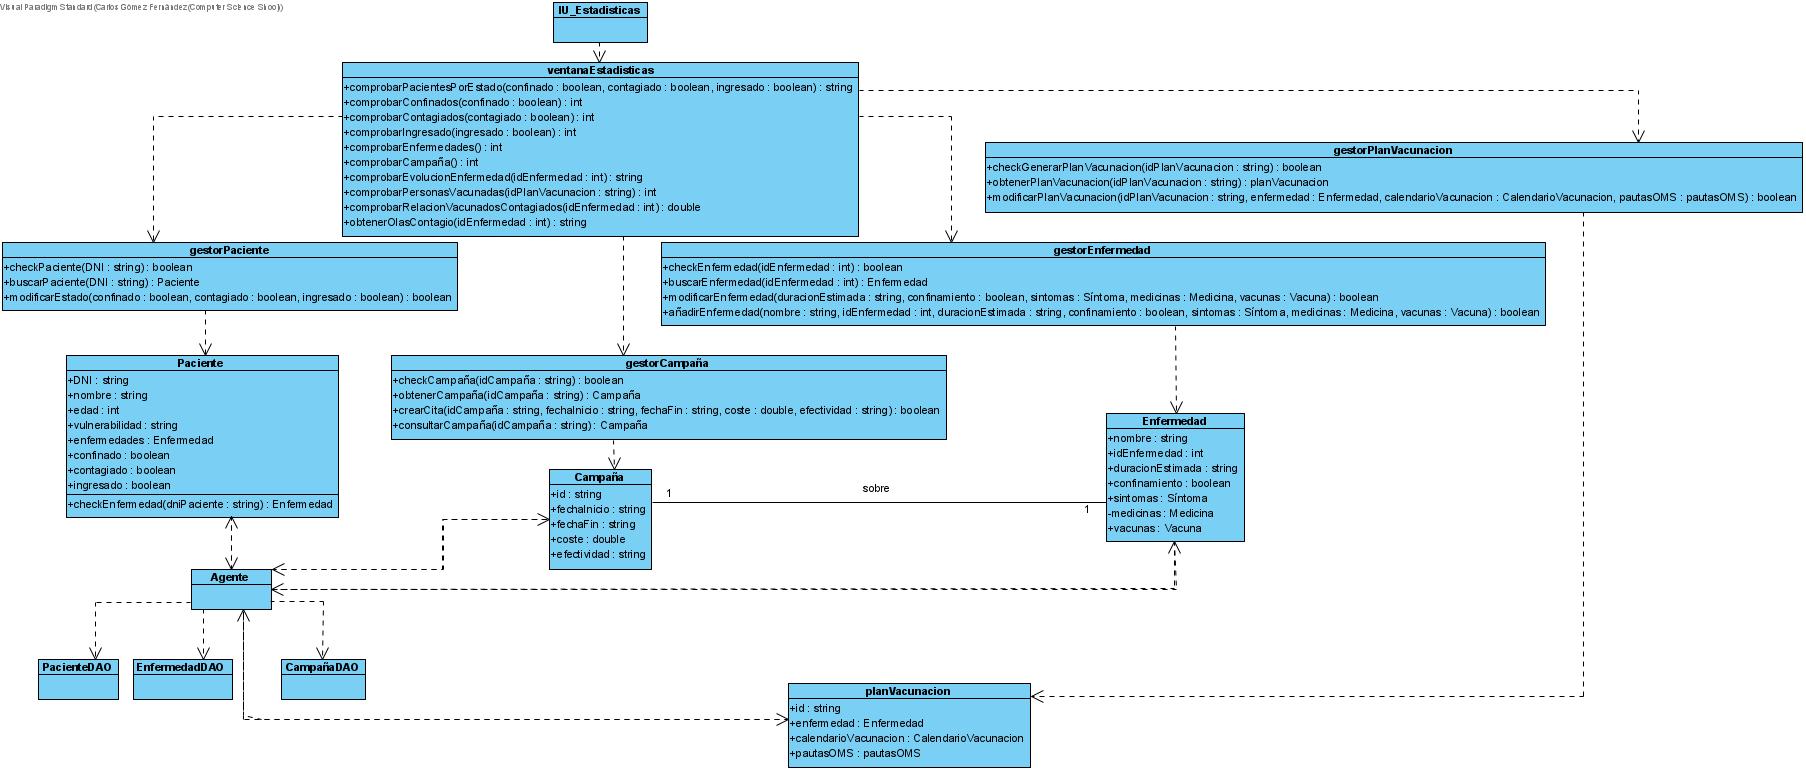 Visual Paradigm Standard (Carlos Gómez Fernández(Computer Science Shool))
IU_Estadisticas
ventanaEstadisticas
+comprobarPacientesPorEstado(confinado : boolean, contagiado : boolean, ingresado : boolean) : string
+comprobarConfinados(confinado : boolean) : int
+comprobarContagiados(contagiado : boolean) : int
+comprobarIngresado(ingresado : boolean) : int
+comprobarEnfermedades() : int
+comprobarCampaña() : int
+comprobarEvolucionEnfermedad(idEnfermedad : int) : string
+comprobarPersonasVacunadas(idPlanVacunacion : string) : int
+comprobarRelacionVacunadosContagiados(idEnfermedad : int) : double
+obtenerOlasContagio(idEnfermedad : int) : string
gestorPlanVacunacion
+checkGenerarPlanVacunacion(idPlanVacunacion : string) : boolean
+obtenerPlanVacunacion(idPlanVacunacion : string) : planVacunacion
+modificarPlanVacunacion(idPlanVacunacion : string, enfermedad : Enfermedad, calendarioVacunacion : CalendarioVacunacion, pautasOMS : pautasOMS) : boolean
gestorPaciente
+checkPaciente(DNI : string) : boolean
+buscarPaciente(DNI : string) : Paciente
+modificarEstado(confinado : boolean, contagiado : boolean, ingresado : boolean) : boolean
gestorEnfermedad
+checkEnfermedad(idEnfermedad : int) : boolean
+buscarEnfermedad(idEnfermedad : int) : Enfermedad
+modificarEnfermedad(duracionEstimada : string, confinamiento : boolean, sintomas : Síntoma, medicinas : Medicina, vacunas : Vacuna) : boolean
+añadirEnfermedad(nombre : string, idEnfermedad : int, duracionEstimada : string, confinamiento : boolean, sintomas : Síntoma, medicinas : Medicina, vacunas : Vacuna) : boolean
Paciente
+DNI : string
+nombre : string
+edad : int
+vulnerabilidad : string
+enfermedades : Enfermedad
+confinado : boolean
+contagiado : boolean
+ingresado : boolean
+checkEnfermedad(dniPaciente : string) : Enfermedad
gestorCampaña
+checkCampaña(idCampaña : string) : boolean
+obtenerCampaña(idCampaña : string) : Campaña
+crearCita(idCampaña : string, fechaInicio : string, fechaFin : string, coste : double, efectividad : string) : boolean
+consultarCampaña(idCampaña : string) : Campaña
Enfermedad
+nombre : string
+idEnfermedad : int
+duracionEstimada : string
+confinamiento : boolean
+sintomas : Síntoma
-medicinas : Medicina
+vacunas : Vacuna
Campaña
+id : string
+fechaInicio : string
+fechaFin : string
+coste : double
+efectividad : string
1
sobre
1
Agente
PacienteDAO
EnfermedadDAO
CampañaDAO
planVacunacion
+id : string
+enfermedad : Enfermedad
+calendarioVacunacion : CalendarioVacunacion
+pautasOMS : pautasOMS